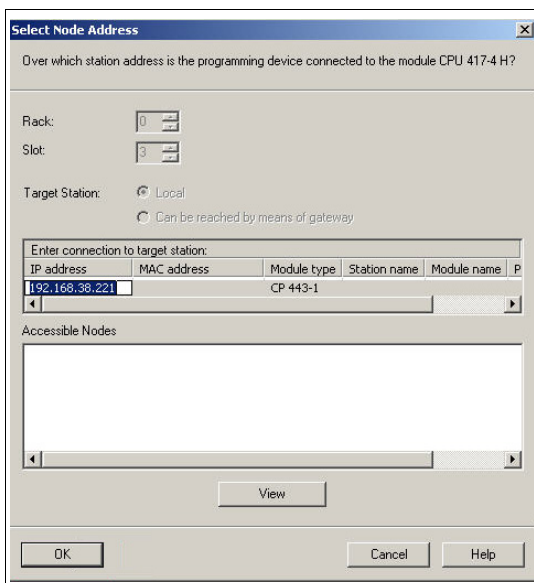 Select Node Address
Over which station address is the programming device connected to the module CPU 417-4 H?
Rack: 0
Slot: 3
Target Station: Local
Can be reached by means of gateway
Enter connection to target station:
IP address MAC address Module type Station name Module name P
192.168.38.221 CP 443-1
Accessible Nodes
View
OK Cancel Help